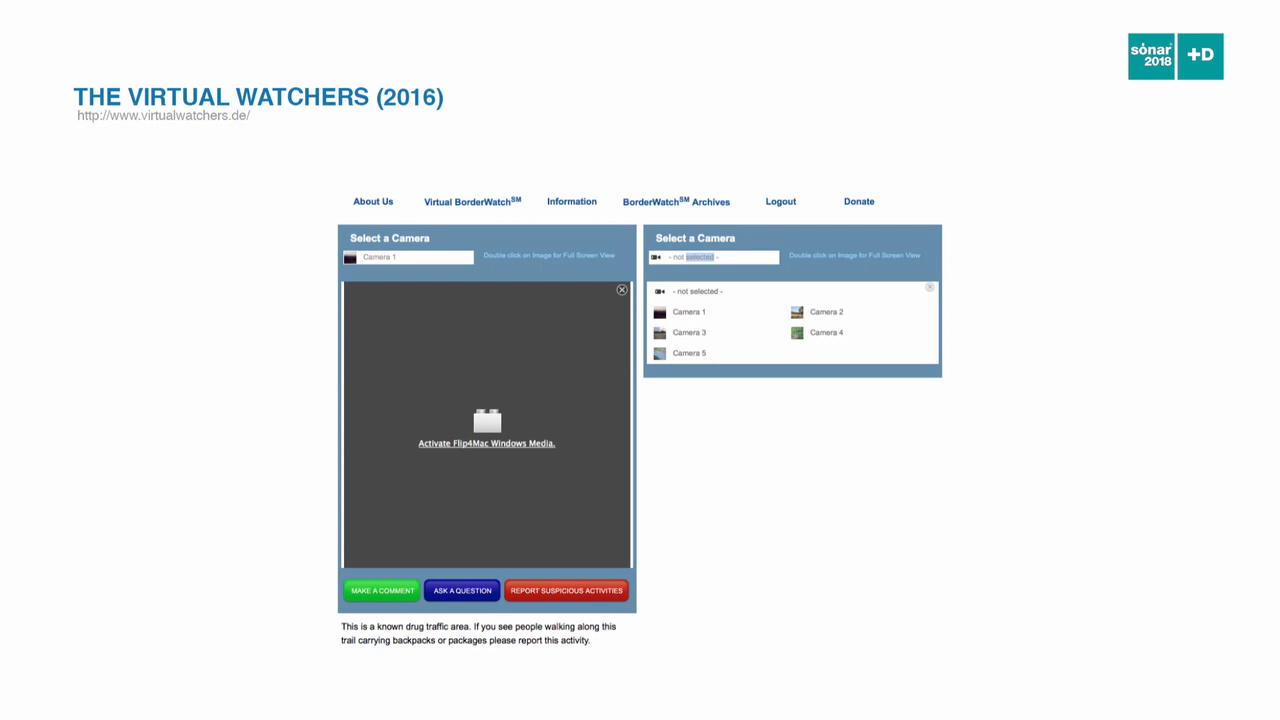 sónar
2018
+D
THE VIRTUAL WATCHERS (2016)
http://www.virtualwatchers.de/
About Us Virtual BorderWatchSM Information BorderWatchSM Archives Logout Donate
Select a Camera
Camera 1 Double click on Image for Full Screen View
Activate Flip4Mac Windows Media.
MAKE A COMMENT ASK A QUESTION REPORT SUSPICIOUS ACTIVITIES
This is a known drug traffic area. If you see people walking along this
trail carrying backpacks or packages please report this activity.
Select a Camera
- not selected - Double click on Image for Full Screen View
- not selected -
Camera 1 Camera 2
Camera 3 Camera 4
Camera 5